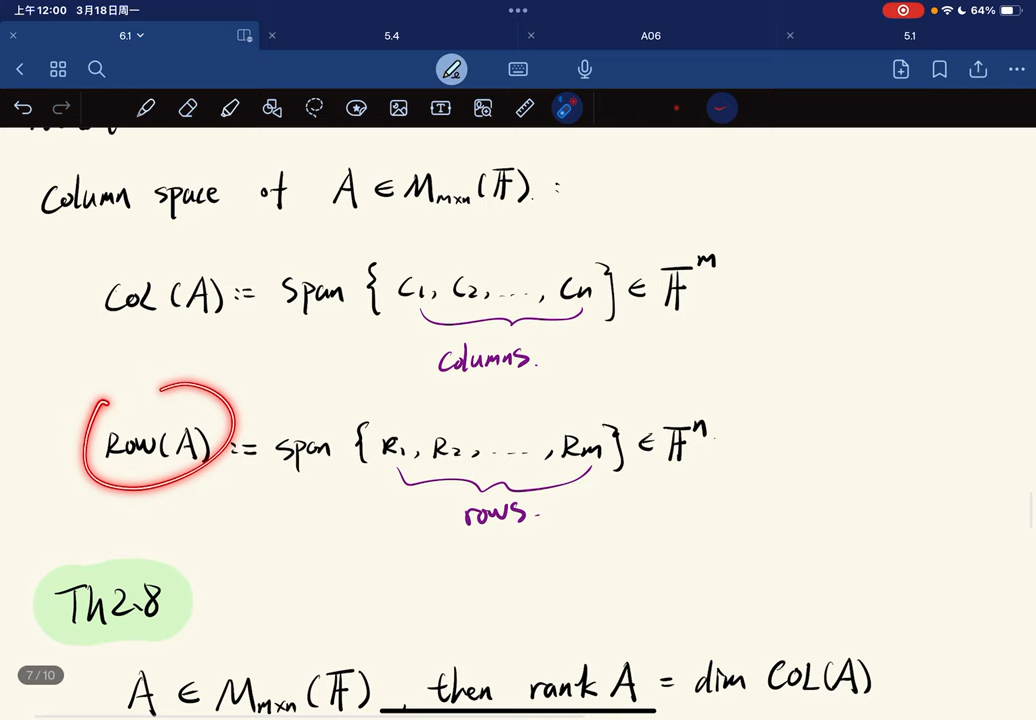 上午12:00 3月18日周一
64%
6.1
5.4
A06
5.1
Column space of A ∈ M_{m×n}(𝔽) :
COL(A) := span {C₁, C₂, ..., Cn} ∈ 𝔽^m
columns.
Row(A) := span {R₁, R₂, ..., Rm} ∈ 𝔽^n
rows.
Th2.8
7/10
A ∈ M_{m×n}(𝔽), then rank A = dim COL(A)